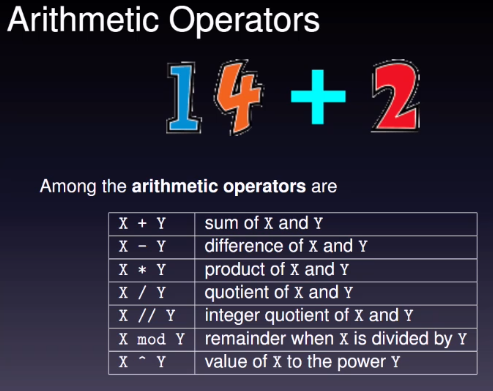 Arithmetic Operators
14 + 2
Among the arithmetic operators are
X + Y sum of X and Y
X - Y difference of X and Y
X * Y product of X and Y
X / Y quotient of X and Y
X // Y integer quotient of X and Y
X mod Y remainder when X is divided by Y
X ^ Y value of X to the power Y